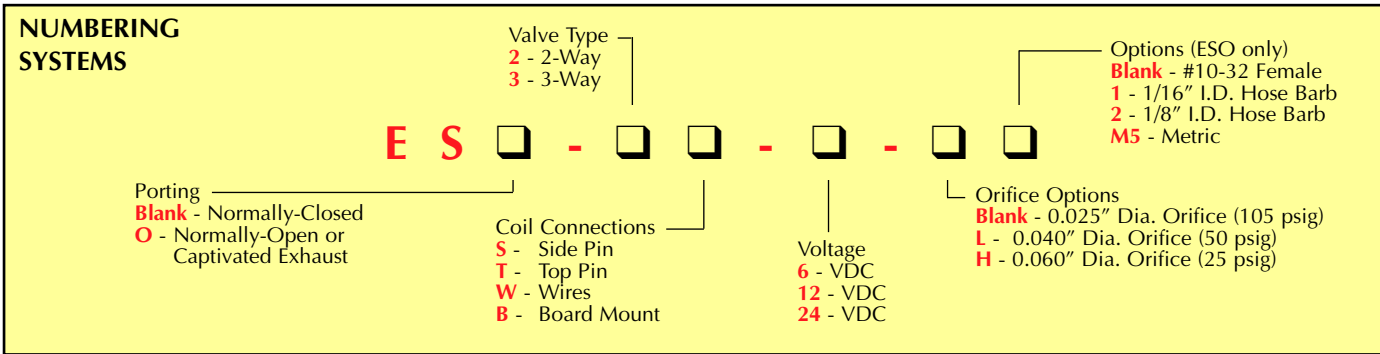 NUMBERING
SYSTEMS
Valve Type
2 - 2-Way
3 - 3-Way
Options (ESO only)
Blank - #10-32 Female
1 - 1/16” I.D. Hose Barb
2 - 1/8” I.D. Hose Barb
M5 - Metric
E S ❑ - ❑ ❑ - ❑ - ❑ ❑
Porting
Blank - Normally-Closed
O - Normally-Open or
Captivated Exhaust
Coil Connections
S - Side Pin
T - Top Pin
W - Wires
B - Board Mount
Voltage
6 - VDC
12 - VDC
24 - VDC
Orifice Options
Blank - 0.025” Dia. Orifice (105 psig)
L - 0.040” Dia. Orifice (50 psig)
H - 0.060” Dia. Orifice (25 psig)